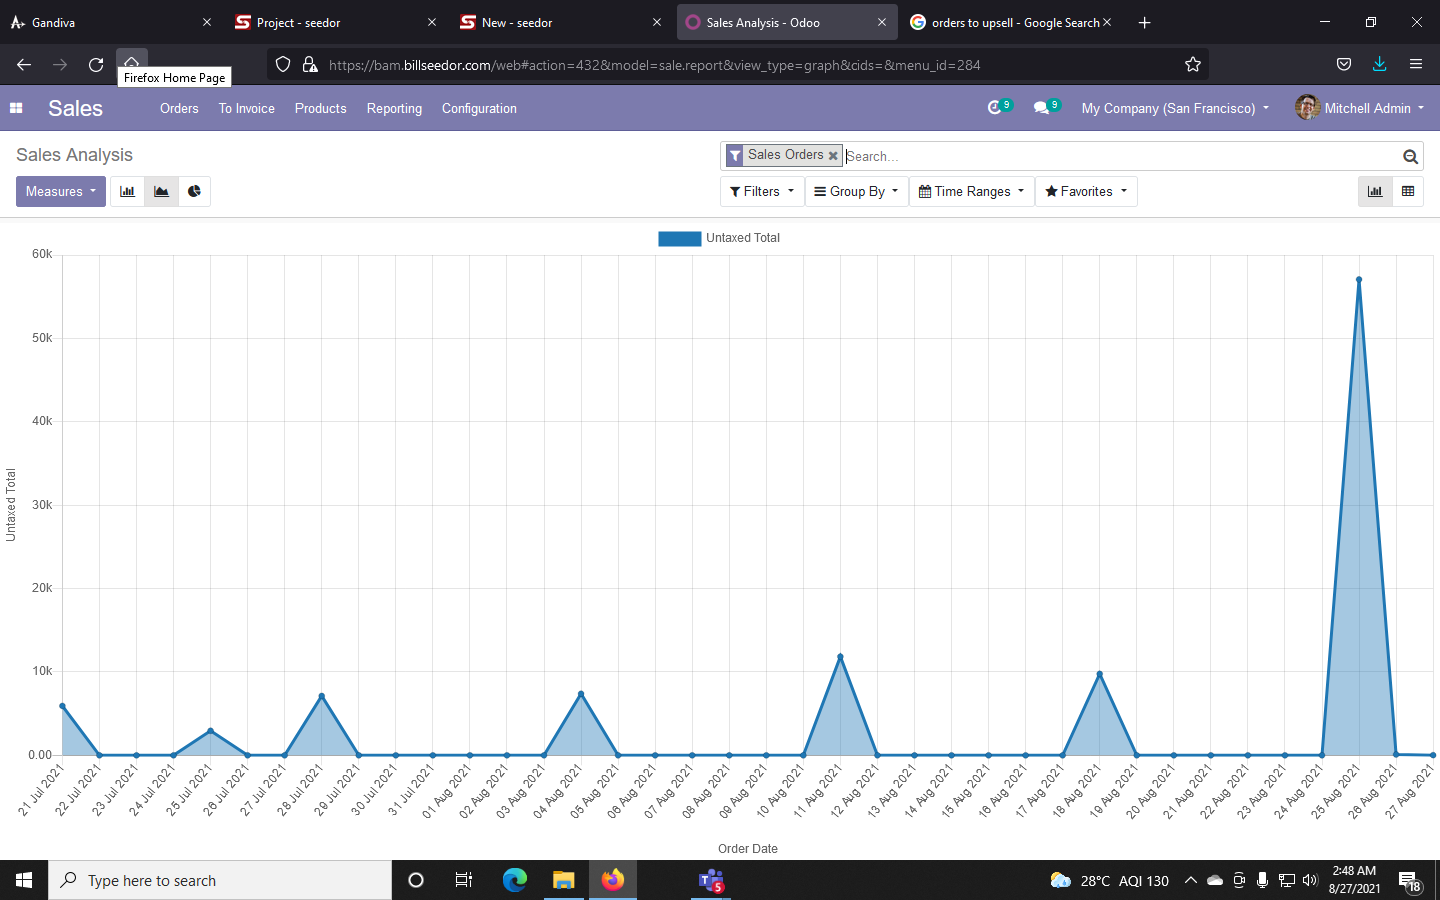 Gandiva
Project - seedor
New - seedor
Sales Analysis - Odoo
orders to upsell - Google Search
Firefox Home Page
https://bam.billseedor.com/web#action=432&model=sale.report&view_type=graph&cids=&menu_id=284
Sales
Orders
To Invoice
Products
Reporting
Configuration
9
9
My Company (San Francisco)
Mitchell Admin
Sales Analysis
Sales Orders
Search...
Measures
Filters
Group By
Time Ranges
Favorites
Untaxed Total
60k
50k
40k
30k
20k
10k
0.00
Untaxed Total
21 Jul 2021
22 Jul 2021
23 Jul 2021
24 Jul 2021
25 Jul 2021
26 Jul 2021
27 Jul 2021
28 Jul 2021
29 Jul 2021
30 Jul 2021
31 Jul 2021
01 Aug 2021
02 Aug 2021
03 Aug 2021
04 Aug 2021
05 Aug 2021
06 Aug 2021
07 Aug 2021
08 Aug 2021
09 Aug 2021
10 Aug 2021
11 Aug 2021
12 Aug 2021
13 Aug 2021
14 Aug 2021
15 Aug 2021
16 Aug 2021
17 Aug 2021
18 Aug 2021
19 Aug 2021
20 Aug 2021
21 Aug 2021
22 Aug 2021
23 Aug 2021
24 Aug 2021
25 Aug 2021
26 Aug 2021
27 Aug 2021
Order Date
Type here to search
5
28°C AQI 130
2:48 AM
8/27/2021
18